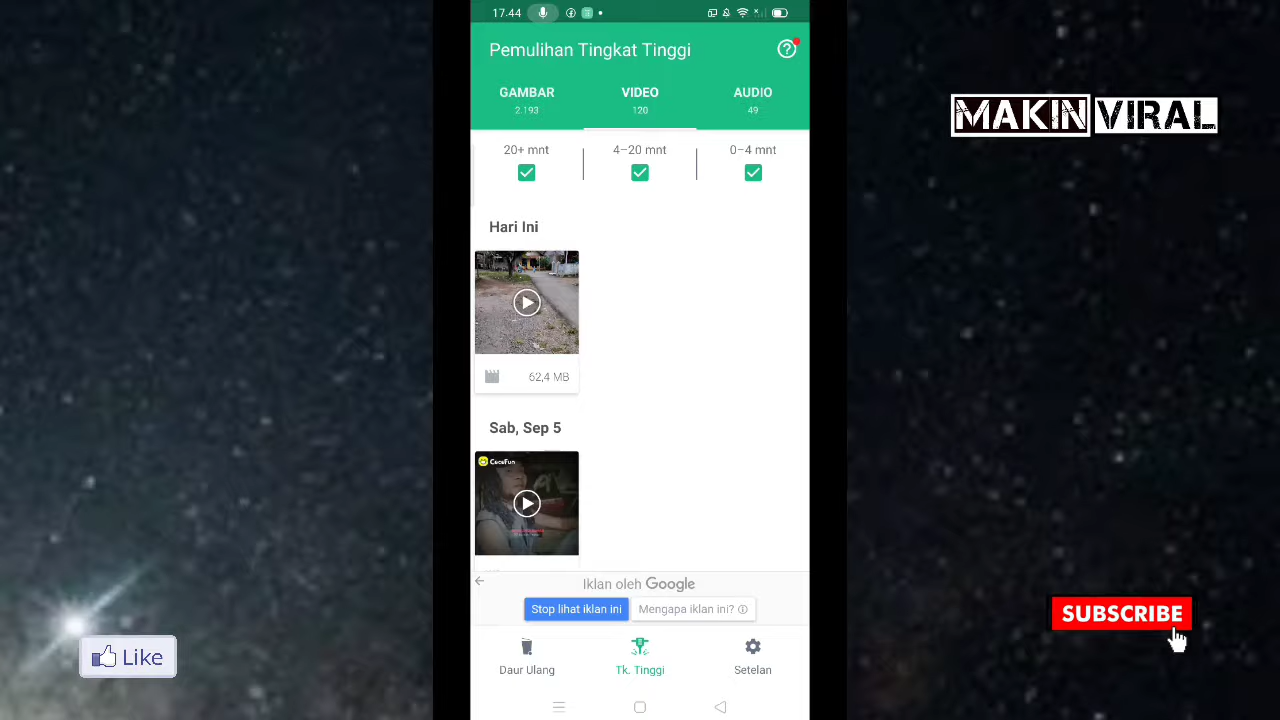 17.44
Pemulihan Tingkat Tinggi
GAMBAR
2.193
VIDEO
120
AUDIO
49
20+ mnt
4–20 mnt
0–4 mnt
Hari Ini
62,4 MB
Sab, Sep 5
Iklan oleh Google
Stop lihat iklan ini
Mengapa iklan ini?
Daur Ulang
Tk. Tinggi
Setelan
MAKIN VIRAL
SUBSCRIBE
Like